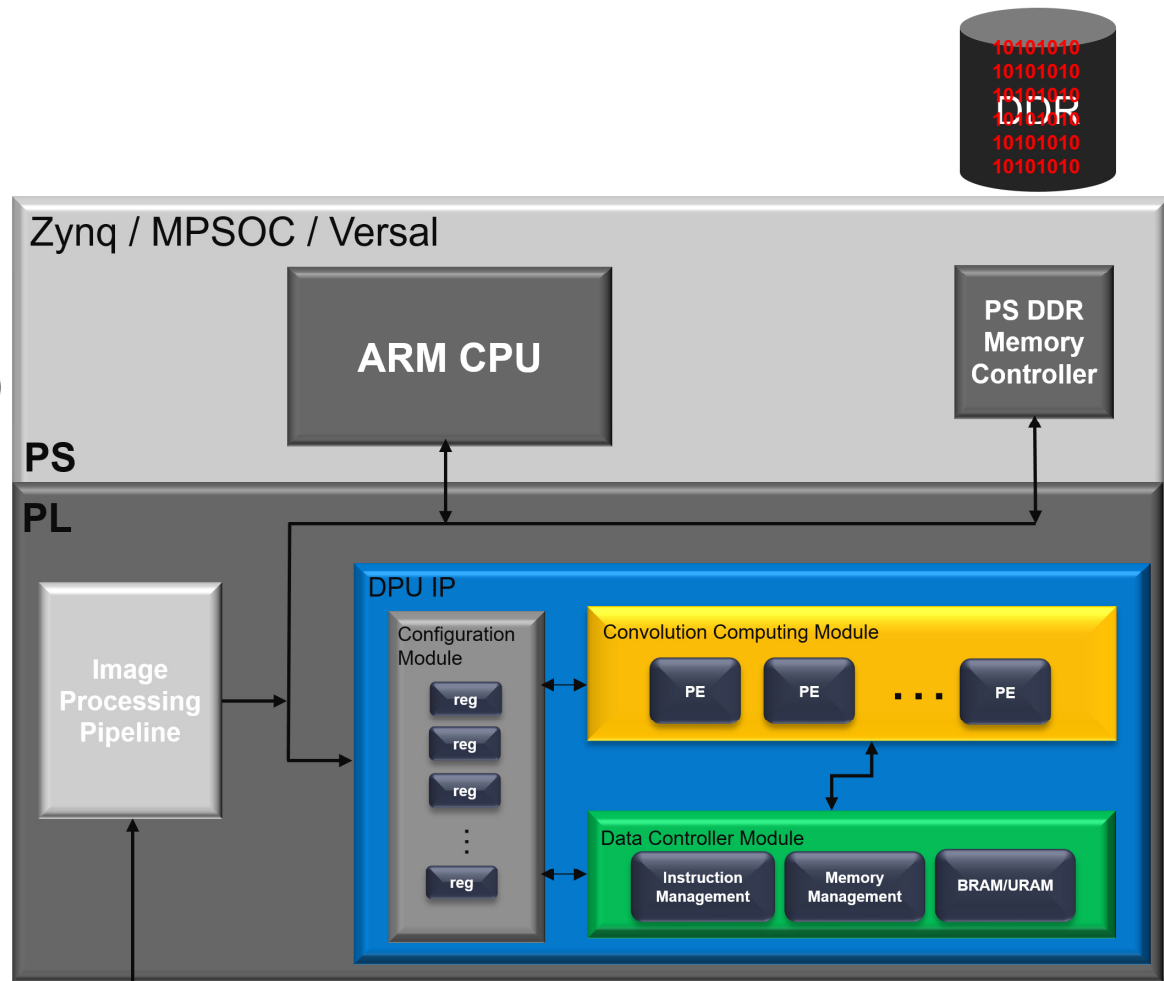 10101010
10101010
10101010
DDR
10101010
10101010
10101010
Zynq / MPSOC / Versal
ARM CPU
PS DDR
Memory
Controller
PS
PL
Image
Processing
Pipeline
DPU IP
Configuration
Module
reg
reg
reg
reg
Convolution Computing Module
PE
PE
. . .
PE
Data Controller Module
Instruction
Management
Memory
Management
BRAM/URAM